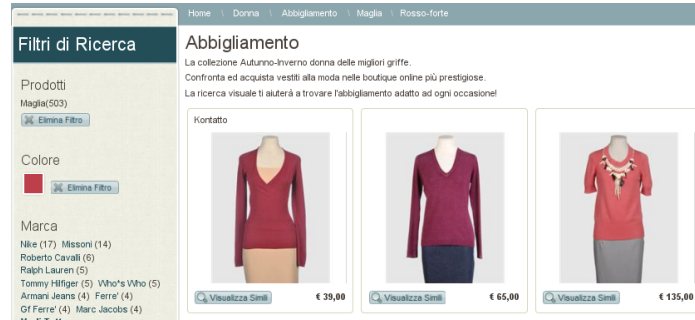 Home \ Donna \ Abbigliamento \ Maglia \ Rosso-forte
Filtri di Ricerca
Prodotti
Maglia(503)
Elimina Filtro
Colore
Elimina Filtro
Marca
Nike (17) Missoni (14)
Roberto Cavalli (6)
Ralph Lauren (5)
Tommy Hilfiger (5) Who*s Who (5)
Armani Jeans (4) Ferre' (4)
Gf Ferre' (4) Marc Jacobs (4)
Abbigliamento
La collezione Autunno-Inverno donna delle migliori griffe.
Confronta ed acquista vestiti alla moda nelle boutique online più prestigiose.
La ricerca visuale ti aiuterà a trovare l'abbigliamento adatto ad ogni occasione!
Kontatto
Visualizza Simili € 39,00
Visualizza Simili € 65,00
Visualizza Simili € 135,00